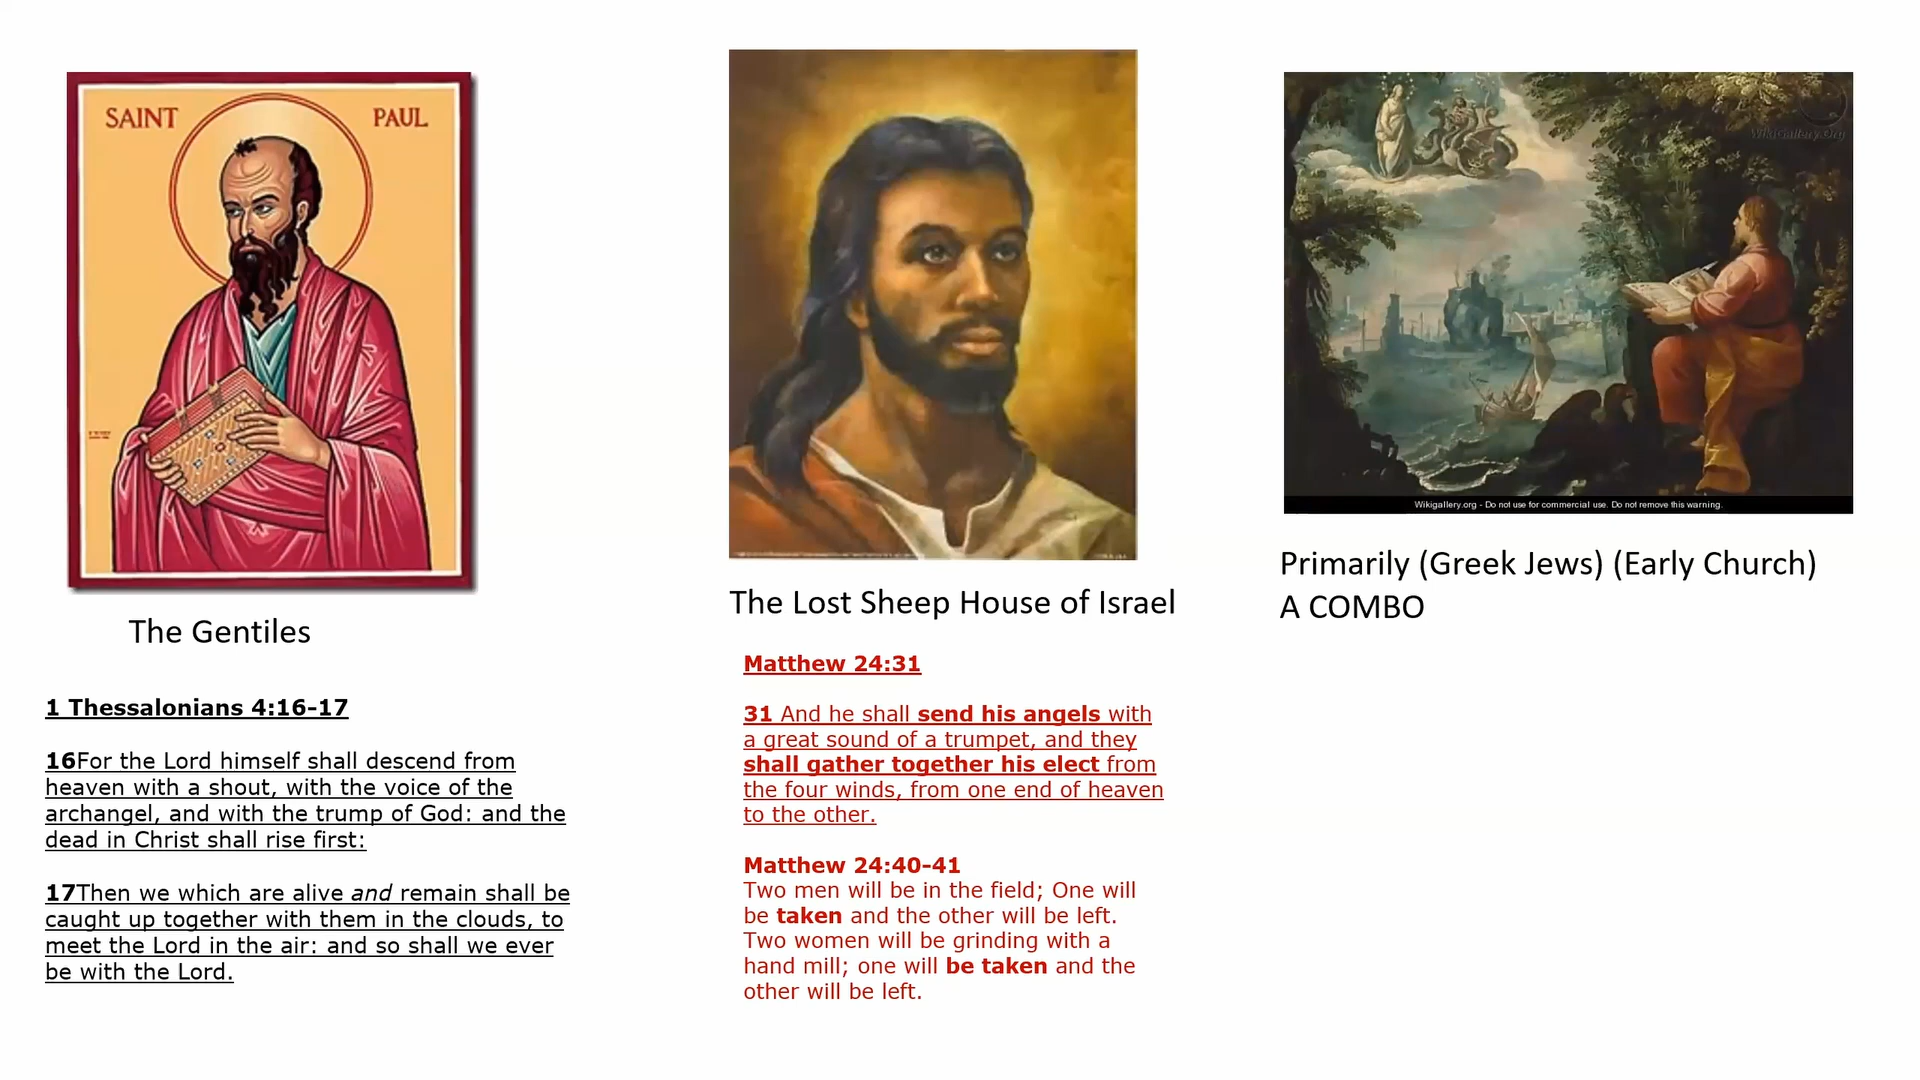 SAINT PAUL
The Gentiles
1 Thessalonians 4:16-17
16For the Lord himself shall descend from
heaven with a shout, with the voice of the
archangel, and with the trump of God: and the
dead in Christ shall rise first:
17Then we which are alive and remain shall be
caught up together with them in the clouds, to
meet the Lord in the air: and so shall we ever
be with the Lord.
The Lost Sheep House of Israel
Matthew 24:31
31 And he shall send his angels with
a great sound of a trumpet, and they
shall gather together his elect from
the four winds, from one end of heaven
to the other.
Matthew 24:40-41
Two men will be in the field; One will
be taken and the other will be left.
Two women will be grinding with a
hand mill; one will be taken and the
other will be left.
WikiGallery.Org
Wikigallery.org - Do not use for commercial use. Do not remove this warning.
Primarily (Greek Jews) (Early Church)
A COMBO